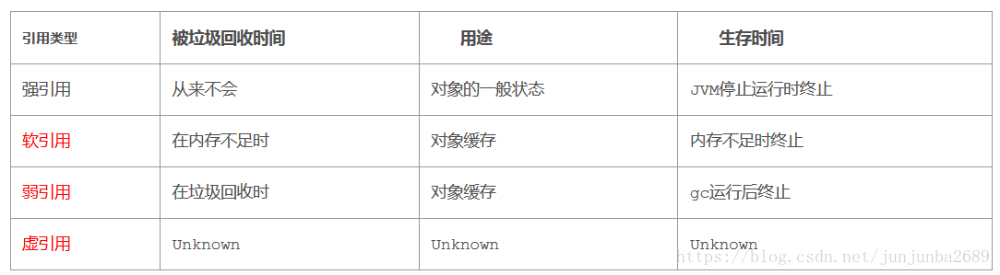 引用类型 被垃圾回收时间 用途 生存时间
强引用 从来不会 对象的一般状态 JVM停止运行时终止
软引用 在内存不足时 对象缓存 内存不足时终止
弱引用 在垃圾回收时 对象缓存 gc运行后终止
虚引用 Unknown Unknown Unknown
https://blog.csdn.net/junjunba2689